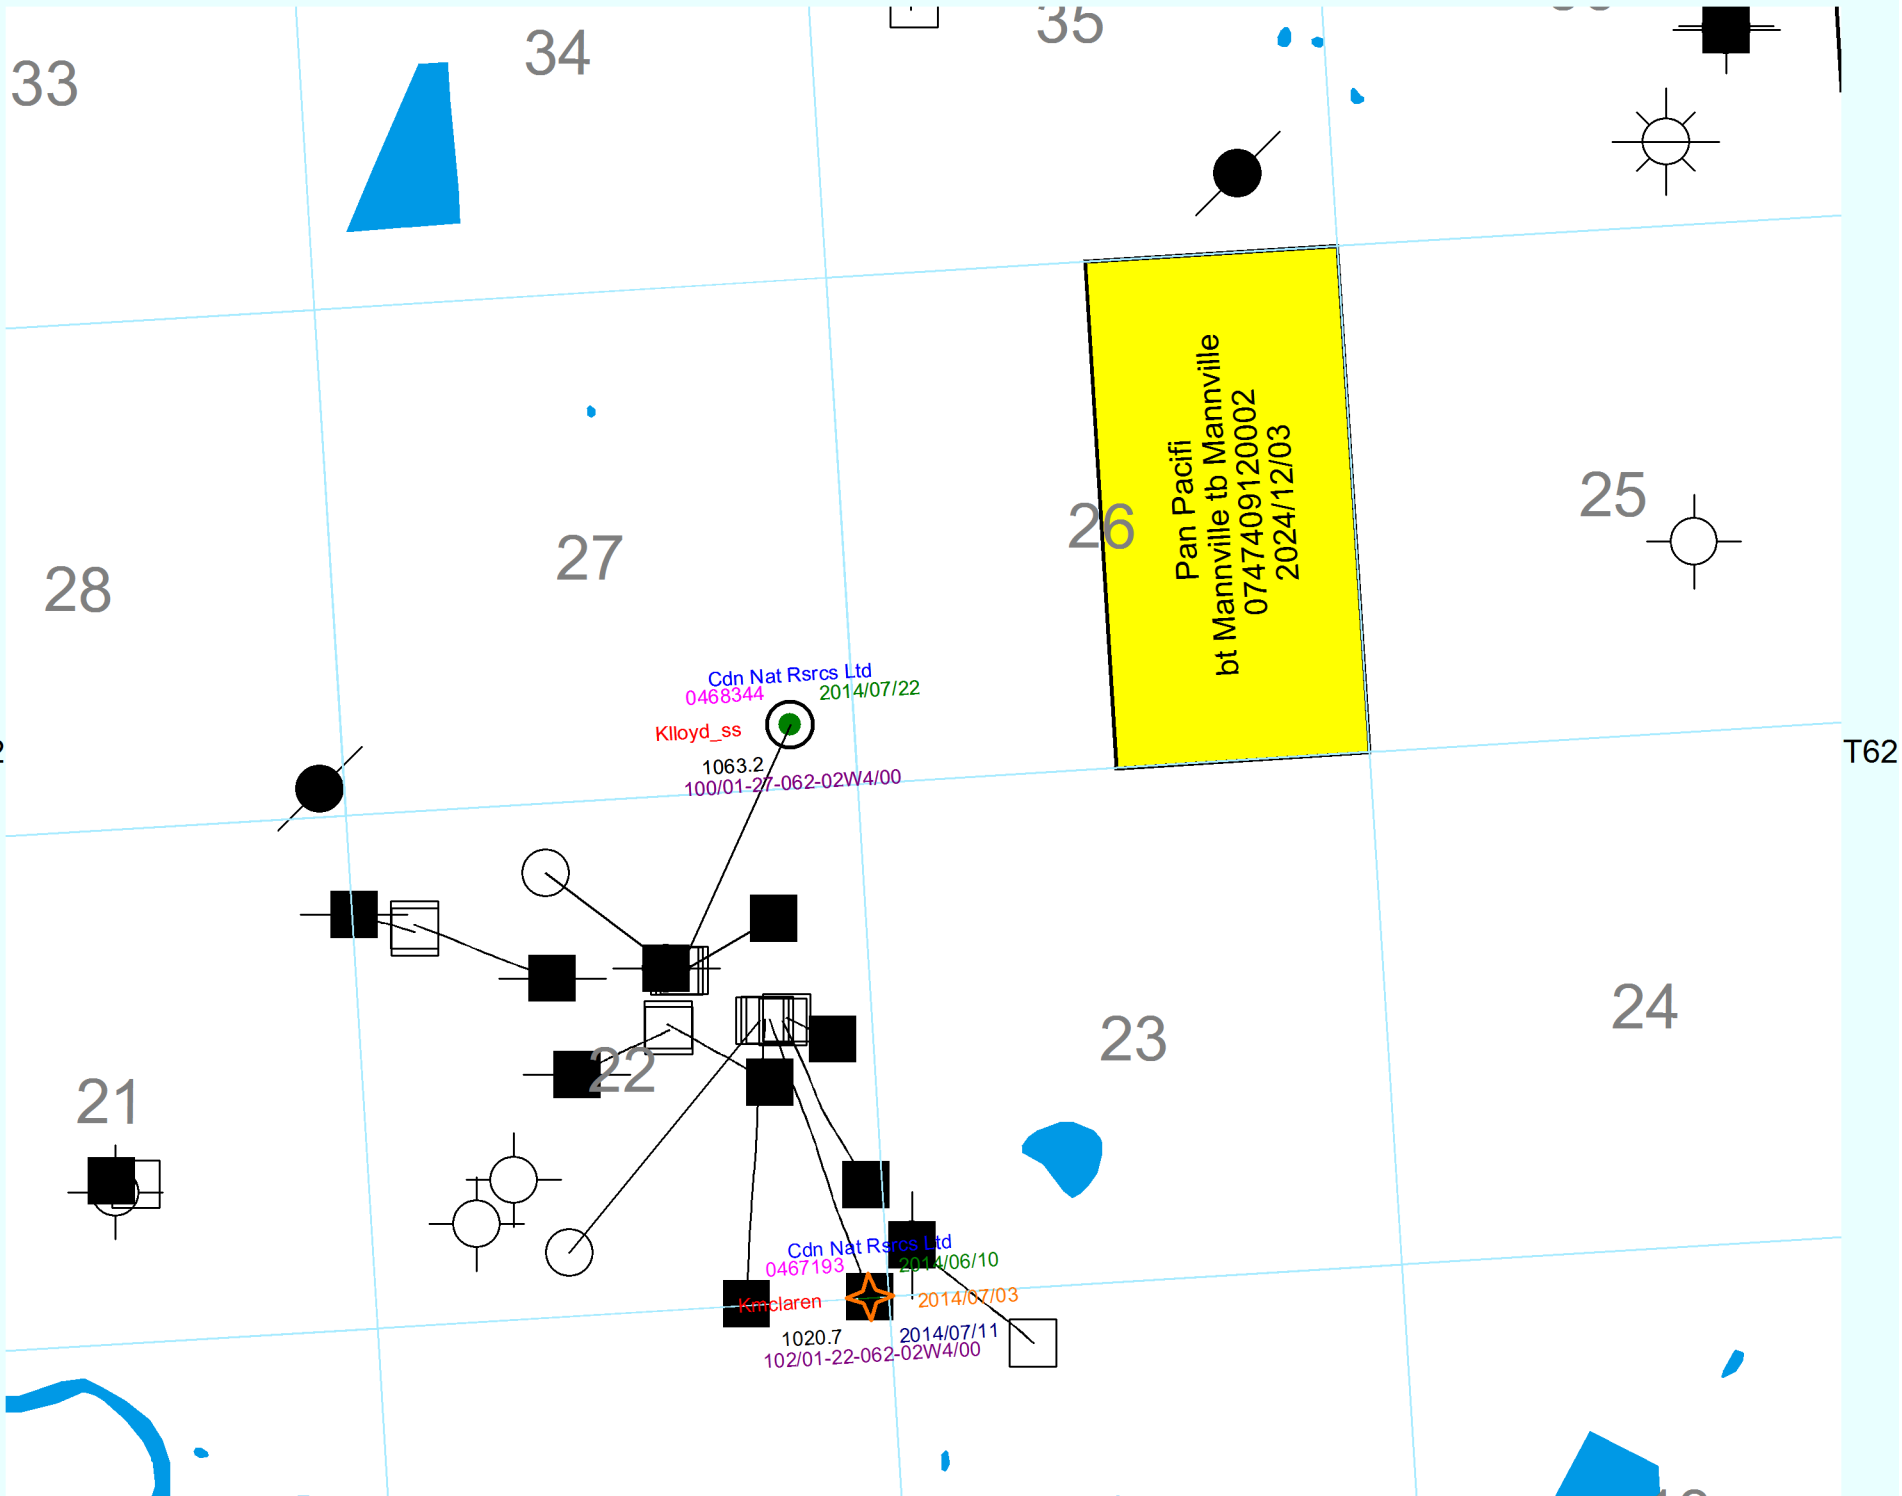 33
34
35
28
27
26
25
Pan Pacifi
bt Mannville tb Mannville
0747409120002
2024/12/03
T62
Cdn Nat Rsrcs Ltd
0468344
2014/07/22
Klloyd_ss
1063.2
100/01-27-062-02W4/00
21
22
23
24
Cdn Nat Rsrcs Ltd
0467193
2014/06/10
Kmclaren
2014/07/03
1020.7
2014/07/11
102/01-22-062-02W4/00